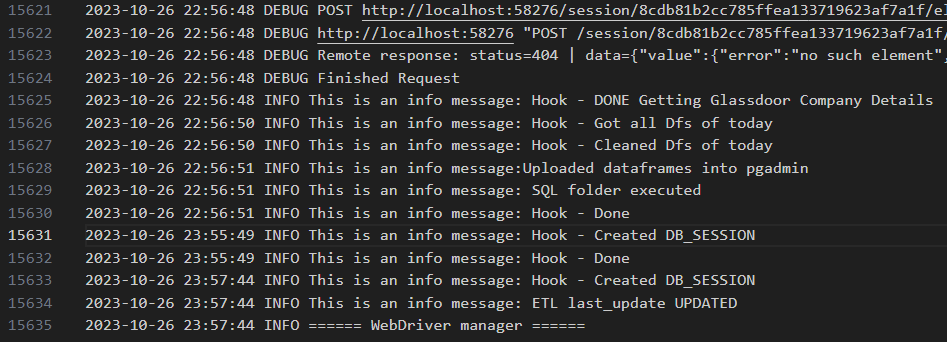 15621 2023-10-26 22:56:48 DEBUG POST http://localhost:58276/session/8cdb81b2cc785ffea133719623af7a1f/el
15622 2023-10-26 22:56:48 DEBUG http://localhost:58276 "POST /session/8cdb81b2cc785ffea133719623af7a1f/
15623 2023-10-26 22:56:48 DEBUG Remote response: status=404 | data={"value":{"error":"no such element",
15624 2023-10-26 22:56:48 DEBUG Finished Request
15625 2023-10-26 22:56:48 INFO This is an info message: Hook - DONE Getting Glassdoor Company Details
15626 2023-10-26 22:56:50 INFO This is an info message: Hook - Got all Dfs of today
15627 2023-10-26 22:56:50 INFO This is an info message: Hook - Cleaned Dfs of today
15628 2023-10-26 22:56:51 INFO This is an info message:Uploaded dataframes into pgadmin
15629 2023-10-26 22:56:51 INFO This is an info message: SQL folder executed
15630 2023-10-26 22:56:51 INFO This is an info message: Hook - Done
15631 2023-10-26 23:55:49 INFO This is an info message: Hook - Created DB_SESSION
15632 2023-10-26 23:55:49 INFO This is an info message: Hook - Done
15633 2023-10-26 23:57:44 INFO This is an info message: Hook - Created DB_SESSION
15634 2023-10-26 23:57:44 INFO This is an info message: ETL last_update UPDATED
15635 2023-10-26 23:57:44 INFO ====== WebDriver manager ======